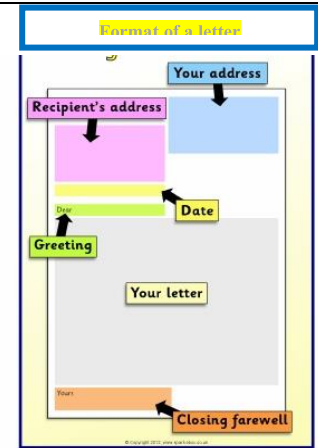 Format of a letter
Your address
Recipient's address
Date
Dear
Greeting
Your letter
Yours
Closing farewell